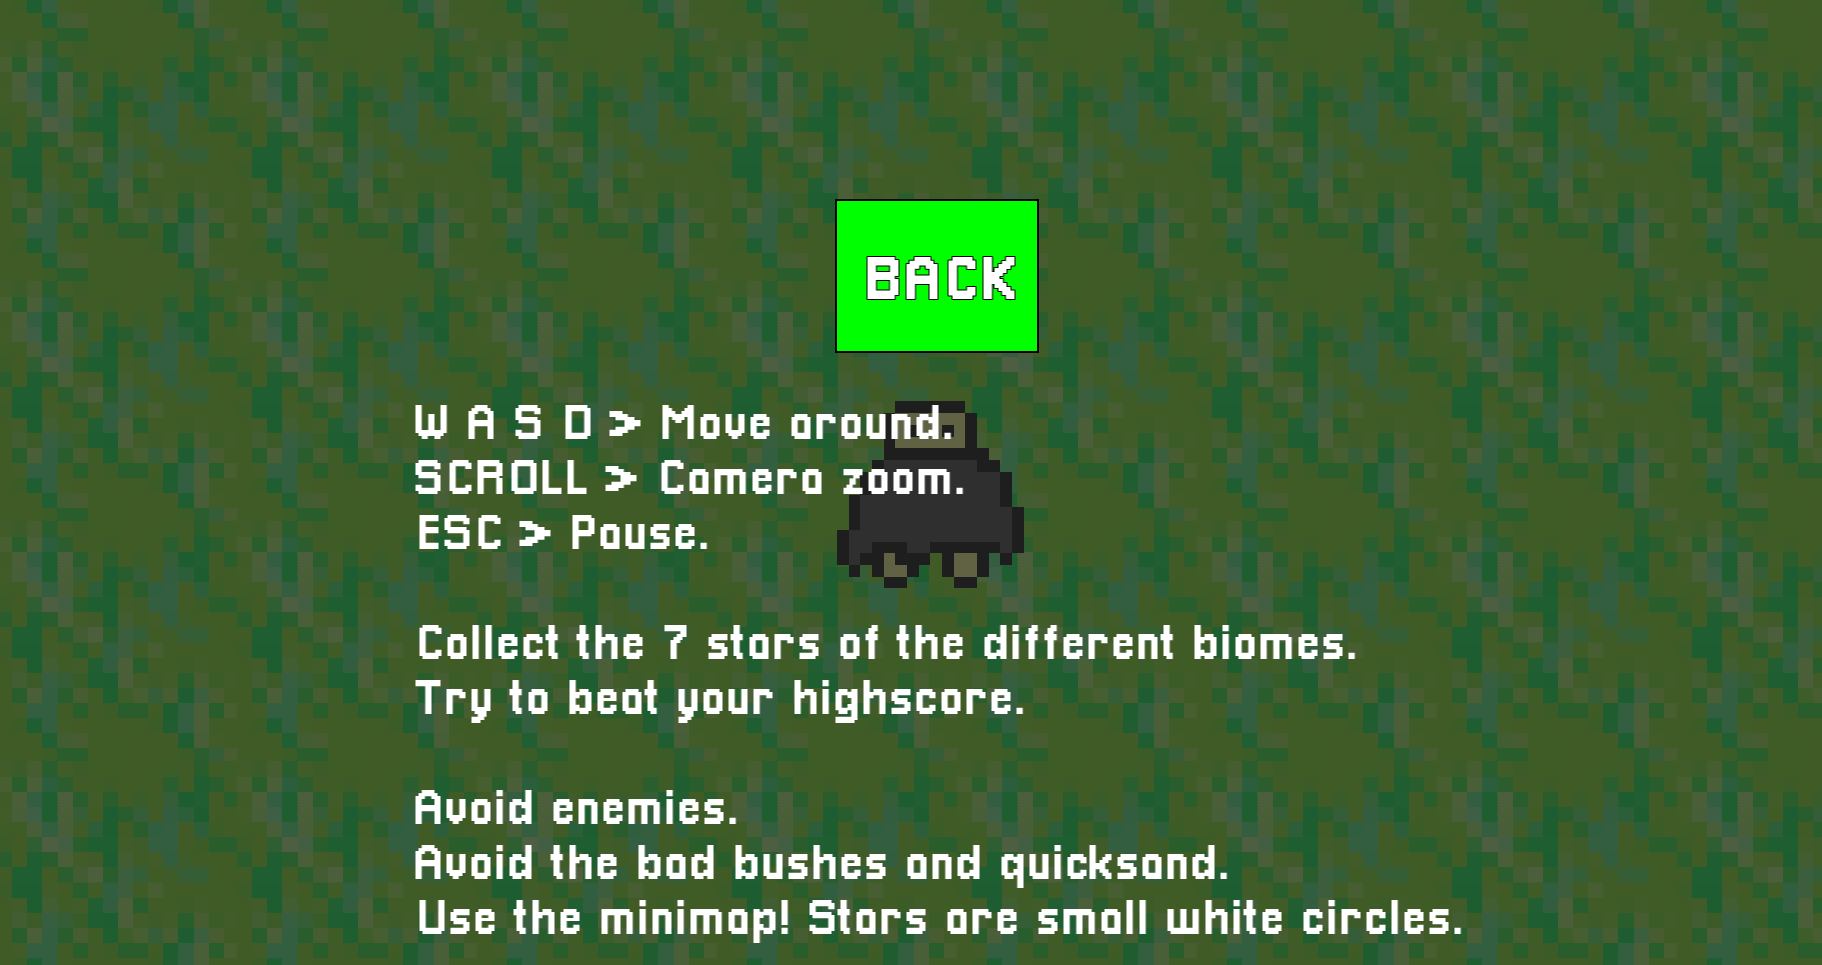 BACK
W A S D > Move around.
SCROLL > Camera zoom.
ESC > Pause.
Collect the 7 stars of the different biomes.
Try to beat your highscore.
Avoid enemies.
Avoid the bad bushes and quicksand.
Use the minimap! Stars are small white circles.